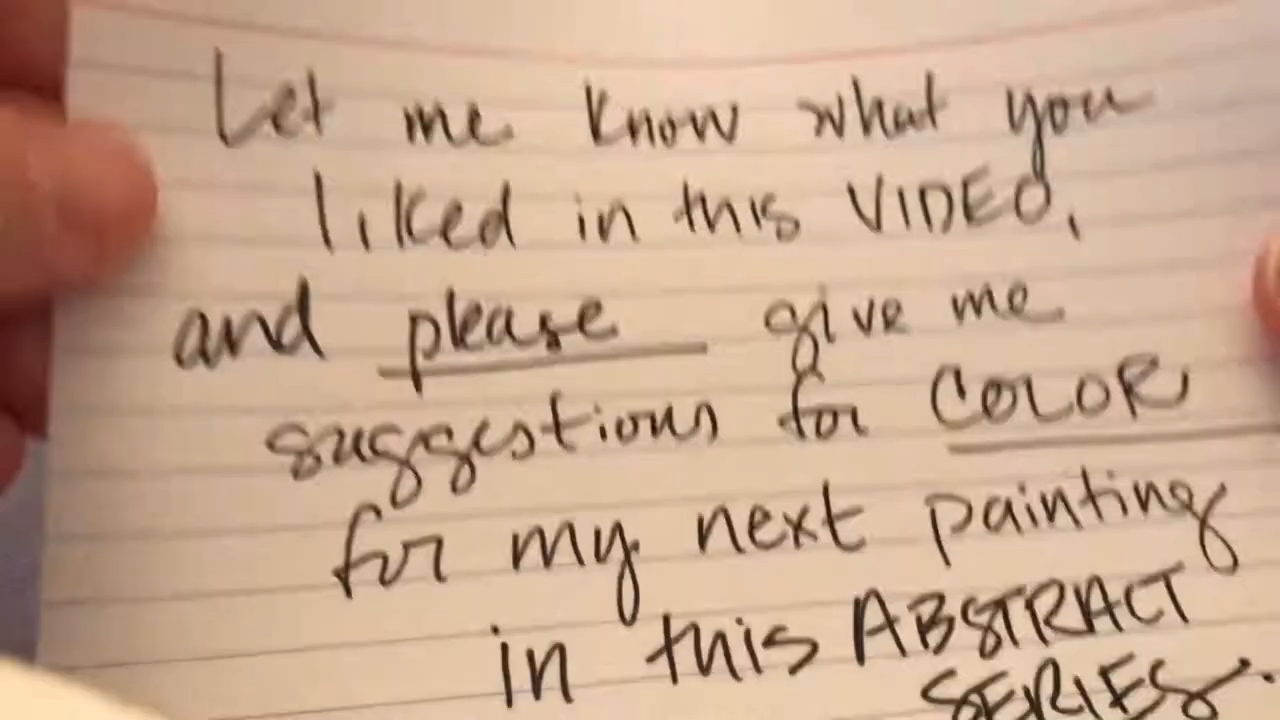 Let me know what you
liked in this VIDEO,
and please give me
suggestions for COLOR
for my next painting
in this ABSTRACT
SERIES.